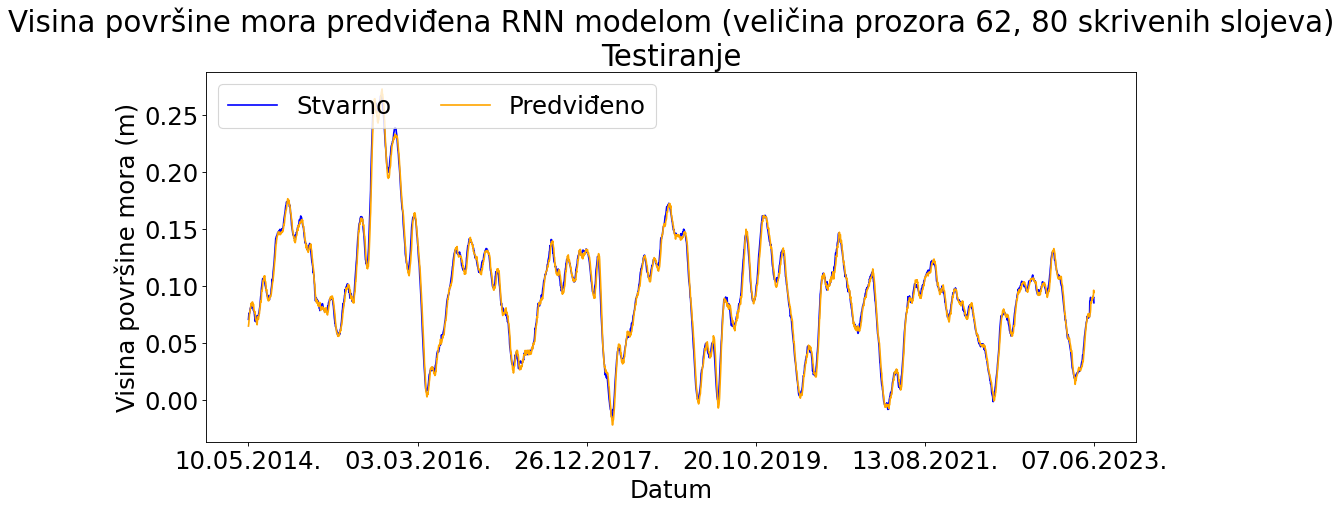 Visina površine mora predviđena RNN modelom (veličina prozora 62, 80 skrivenih slojeva)
Testiranje
Stvarno
Predviđeno
Visina površine mora (m)
0.25
0.20
0.15
0.10
0.05
0.00
10.05.2014.
03.03.2016.
26.12.2017.
20.10.2019.
13.08.2021.
07.06.2023.
Datum